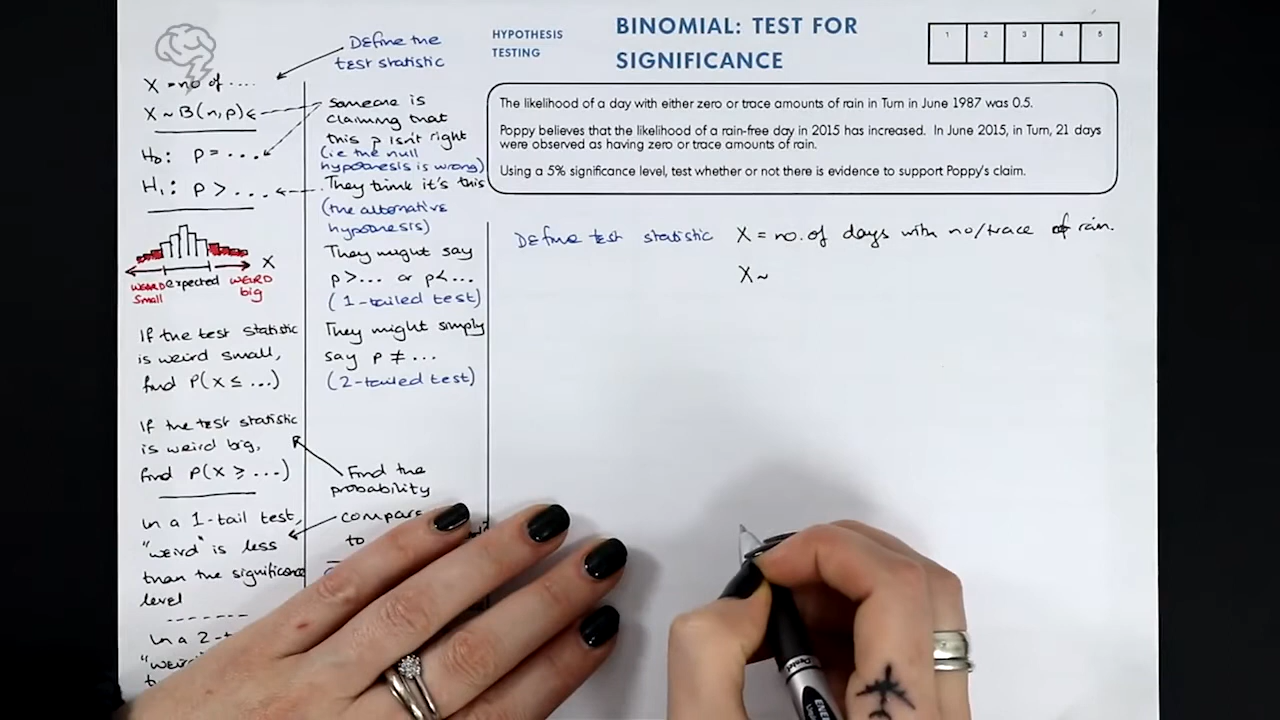 HYPOTHESIS
TESTING
BINOMIAL: TEST FOR
SIGNIFICANCE
1 2 3 4 5
The likelihood of a day with either zero or trace amounts of rain in Turn in June 1987 was 0.5.
Poppy believes that the likelihood of a rain-free day in 2015 has increased. In June 2015, in Turn, 21 days
were observed as having zero or trace amounts of rain.
Using a 5% significance level, test whether or not there is evidence to support Poppy's claim.
X = no of ....
X ~ B(n,p)
H₀: p = ....
H₁: p > ...
X
WEIRD small
expected
WEIRD big
If the test statistic
is weird small,
find P(X ≤ ...)
If the test statistic
is weird big,
find P(X ≥ ...)
In a 1-tail test,
"weird" is less
than the significance
level
In a 2-t
"weir
Define the
test statistic
someone is
claiming that
this p isn't right
(ie the null
hypothesis is wrong)
They think it's this
(the alternative
hypothesis)
They might say
p>... or p<...
(1-tailed test)
They might simply
say p ≠ ...
(2-tailed test)
Find the
probability
compare
to
Define test statistic X = no. of days with no/trace of rain.
X~